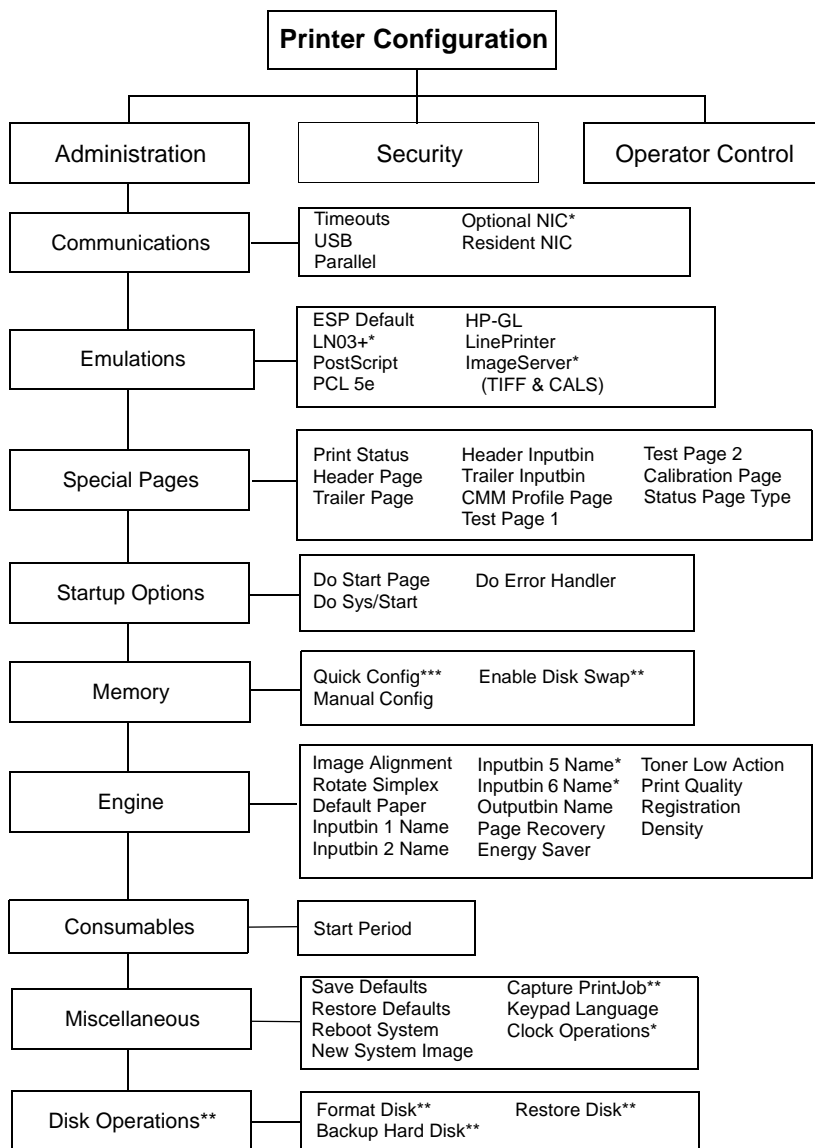 Printer Configuration
Administration
Security
Operator Control
Communications
Timeouts
USB
Parallel
Optional NIC*
Resident NIC
Emulations
ESP Default
LN03+*
PostScript
PCL 5e
HP-GL
LinePrinter
ImageServer*
(TIFF & CALS)
Special Pages
Print Status
Header Page
Trailer Page
Header Inputbin
Trailer Inputbin
CMM Profile Page
Test Page 1
Test Page 2
Calibration Page
Status Page Type
Startup Options
Do Start Page
Do Sys/Start
Do Error Handler
Memory
Quick Config***
Manual Config
Enable Disk Swap**
Engine
Image Alignment
Rotate Simplex
Default Paper
Inputbin 1 Name
Inputbin 2 Name
Inputbin 5 Name*
Inputbin 6 Name*
Outputbin Name
Page Recovery
Energy Saver
Toner Low Action
Print Quality
Registration
Density
Consumables
Start Period
Miscellaneous
Save Defaults
Restore Defaults
Reboot System
New System Image
Capture PrintJob**
Keypad Language
Clock Operations*
Disk Operations**
Format Disk**
Backup Hard Disk**
Restore Disk**